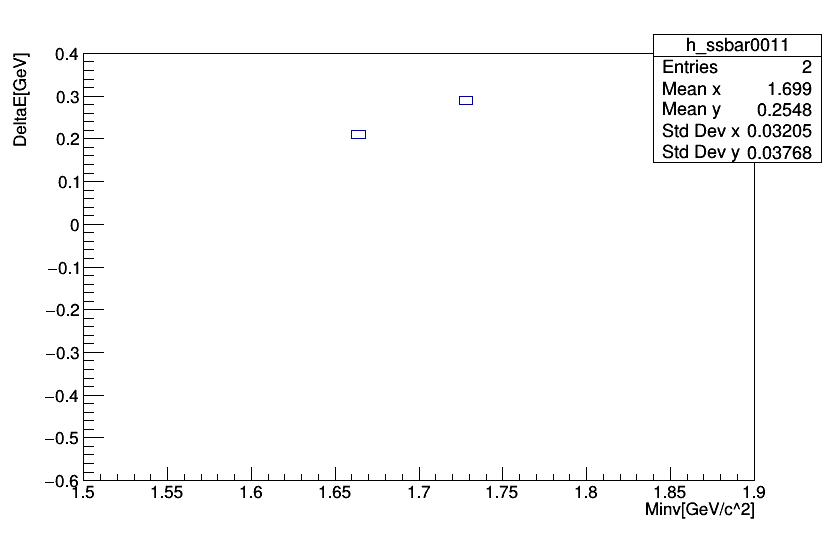 h_ssbar0011
Entries 2
Mean x 1.699
Mean y 0.2548
Std Dev x 0.03205
Std Dev y 0.03768
DeltaE[GeV]
0.4
0.3
0.2
0.1
0
−0.1
−0.2
−0.3
−0.4
−0.5
−0.6
1.5 1.55 1.6 1.65 1.7 1.75 1.8 1.85 1.9
Minv[GeV/c^2]